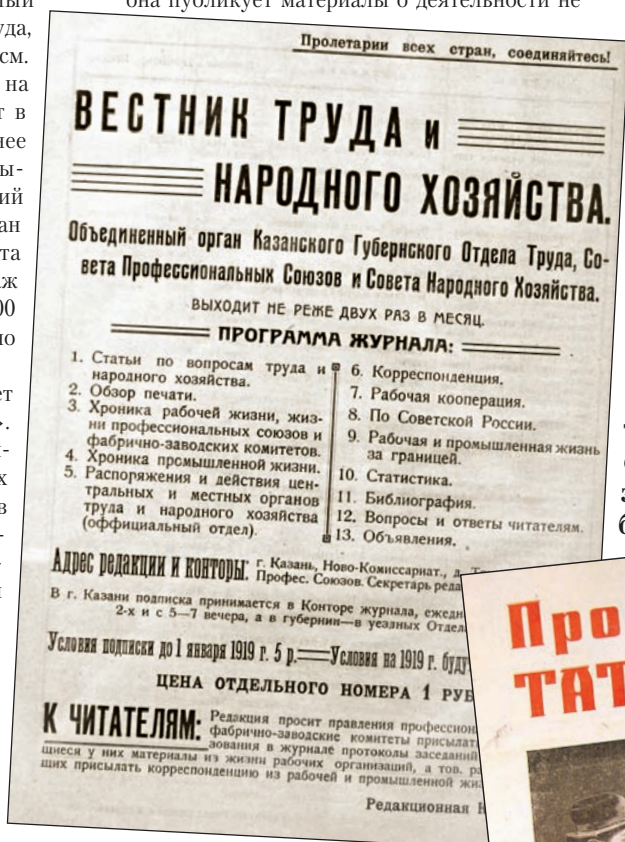 она публикует материалы о деятельности не
Пролетарии всех стран, соединяйтесь!
ВЕСТНИК ТРУДА и
НАРОДНОГО ХОЗЯЙСТВА.
Объединенный орган Казанского Губернского Отдела Труда, Со-
вета Профессиональных Союзов и Совета Народного Хозяйства.
ВЫХОДИТ НЕ РЕЖЕ ДВУХ РАЗ В МЕСЯЦ.
ПРОГРАММА ЖУРНАЛА:
1. Статьи по вопросам труда и
народного хозяйства.
2. Обзор печати.
3. Хроника рабочей жизни, жиз-
ни профессиональных союзов и
фабрично-заводских комитетов.
4. Хроника промышленной жизни.
5. Распоряжения и действия цен-
тральных и местных органов
труда и народного хозяйства
(оффициальный отдел).
6. Корреспонденция.
7. Рабочая кооперация.
8. По Советской России.
9. Рабочая и промышленная жизнь
за границей.
10. Статистика.
11. Библиография.
12. Вопросы и ответы читателям.
13. Объявления.
Адрес редакции и конторы: г. Казань, Ново-Комиссариат., д.
Профес. Союзов. Секретарь
В г. Казани подписка принимается в Конторе журнала,
2-х и с 5—7 вечера, а в губернии—в уездных
Условия подписки до 1 января 1919 г. 5 р.—Условия на 1919 г.
ЦЕНА ОТДЕЛЬНОГО НОМЕРА 1
К ЧИТАТЕЛЯМ: Редакция просит правления
фабрично-заводские комитеты
зования в журнале протоколы заседаний
щиеся у них материалы из жизни рабочих организаций, а тов.
щих присылать корреспонденцию из рабочей и промышленной
Редакционная
Про
ТАТ